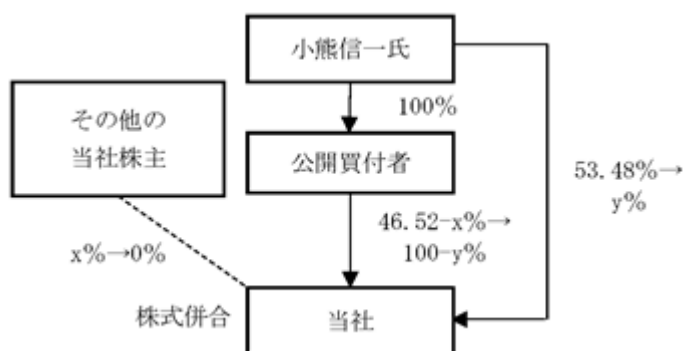 小熊信一氏
100%
その他の
当社株主
公開買付者
53.48%→
y%
46.52-x%→
100-y%
x%→0%
株式併合
当社